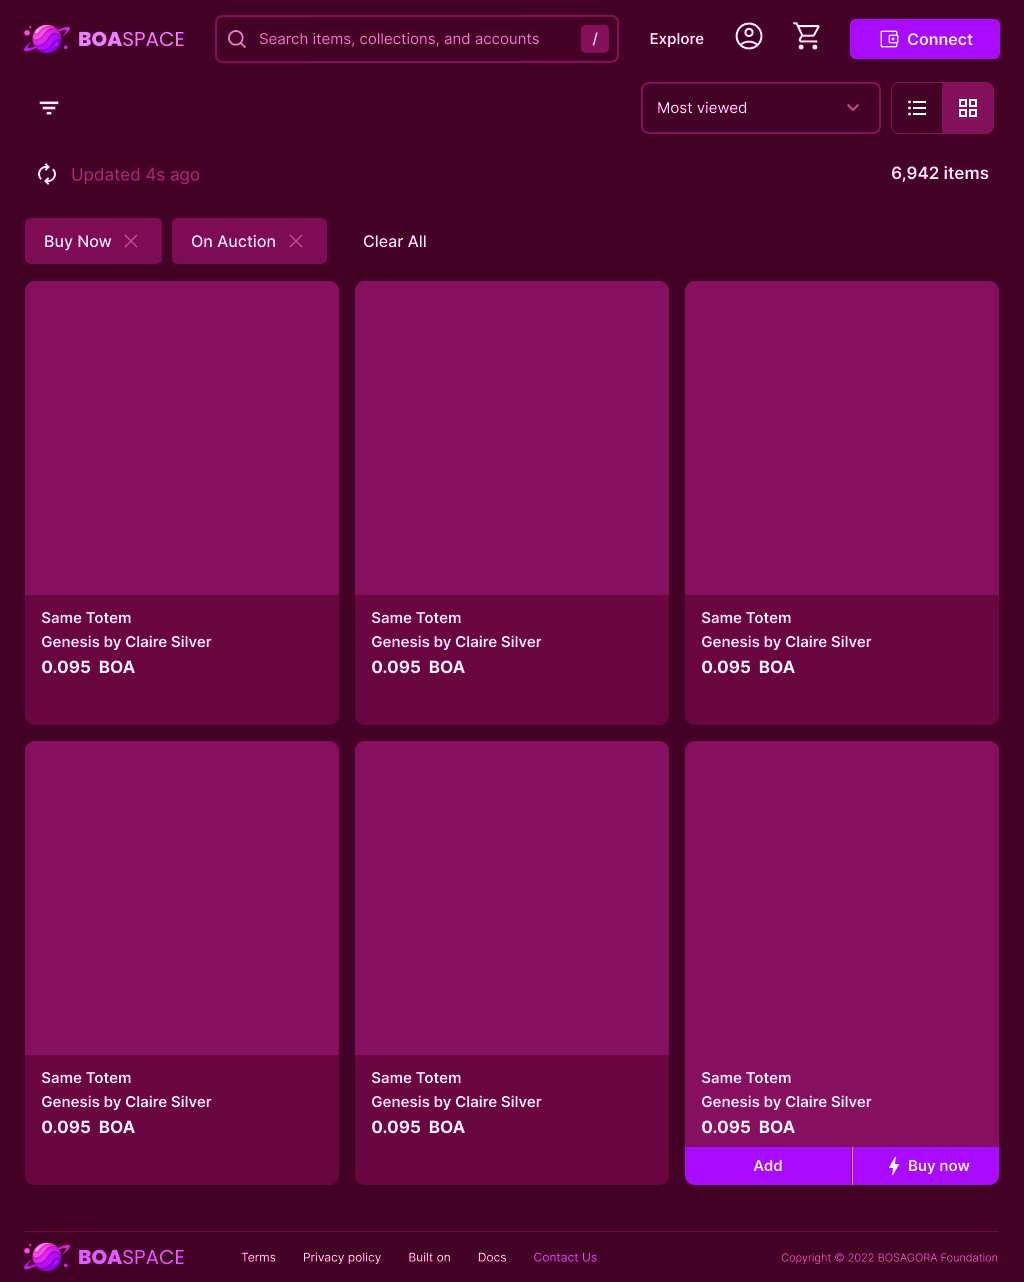 BOASPACE
Search items, collections, and accounts
/
Explore
Connect
Most viewed
Updated 4s ago
6,942 items
Buy Now
On Auction
Clear All
Same Totem
Genesis by Claire Silver
0.095 BOA
Same Totem
Genesis by Claire Silver
0.095 BOA
Same Totem
Genesis by Claire Silver
0.095 BOA
Same Totem
Genesis by Claire Silver
0.095 BOA
Same Totem
Genesis by Claire Silver
0.095 BOA
Same Totem
Genesis by Claire Silver
0.095 BOA
Add
Buy now
BOASPACE
Terms
Privacy policy
Built on
Docs
Contact Us
Copyright © 2022 BOSAGORA Foundation